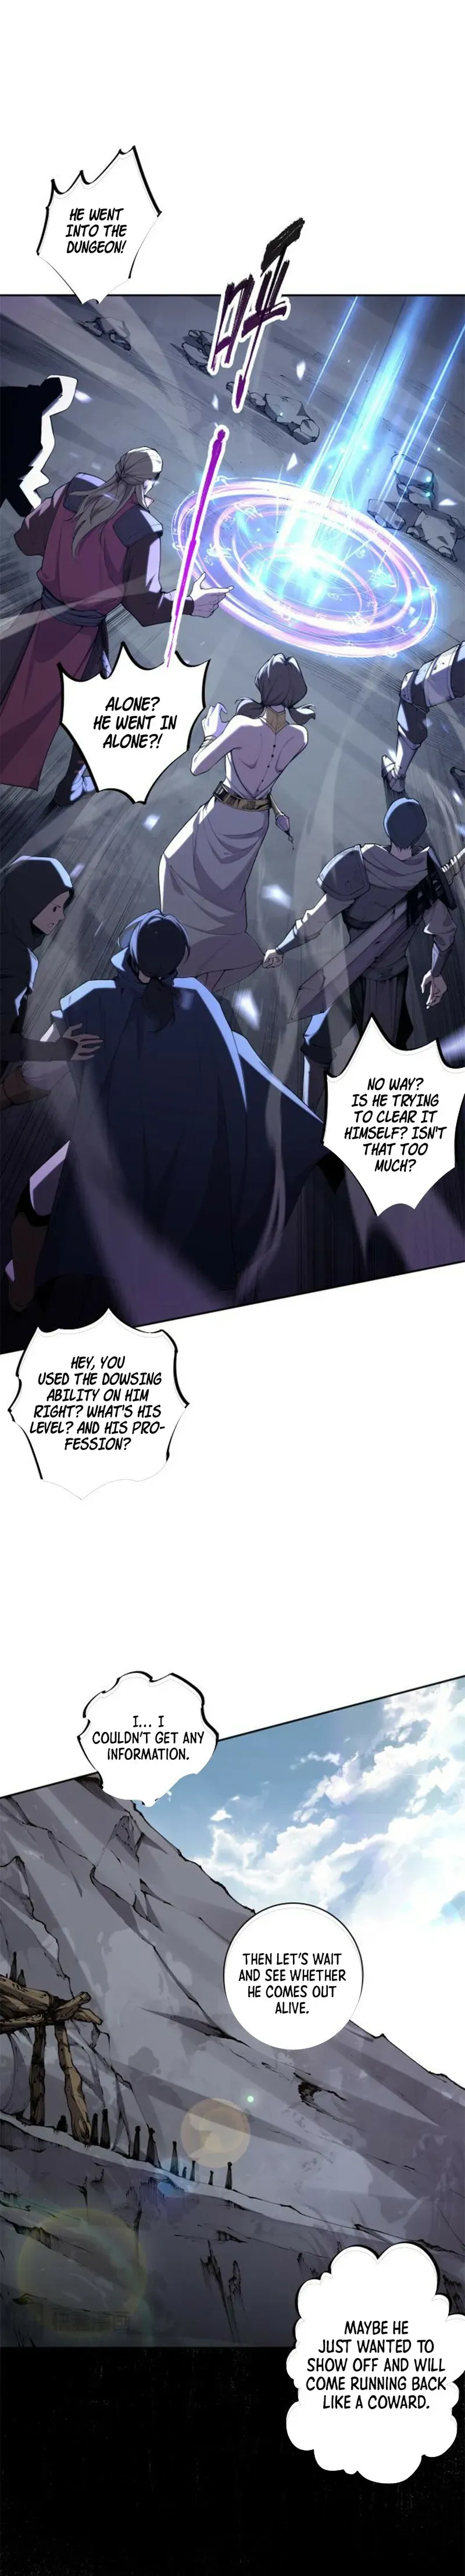 HE WENT
INTO THE
DUNGEON!
ALONE?
HE WENT IN
ALONE?!
NO WAY?
IS HE TRYING
TO CLEAR IT
HIMSELF? ISN'T
THAT TOO
MUCH?
HEY, YOU
USED THE DOWSING
ABILITY ON HIM
RIGHT? WHAT'S HIS
LEVEL? AND HIS PRO-
FESSION?
I... I
COULDN'T GET ANY
INFORMATION.
THEN LET'S WAIT
AND SEE WHETHER
HE COMES OUT
ALIVE.
MAYBE HE
JUST WANTED TO
SHOW OFF AND WILL
COME RUNNING BACK
LIKE A COWARD.